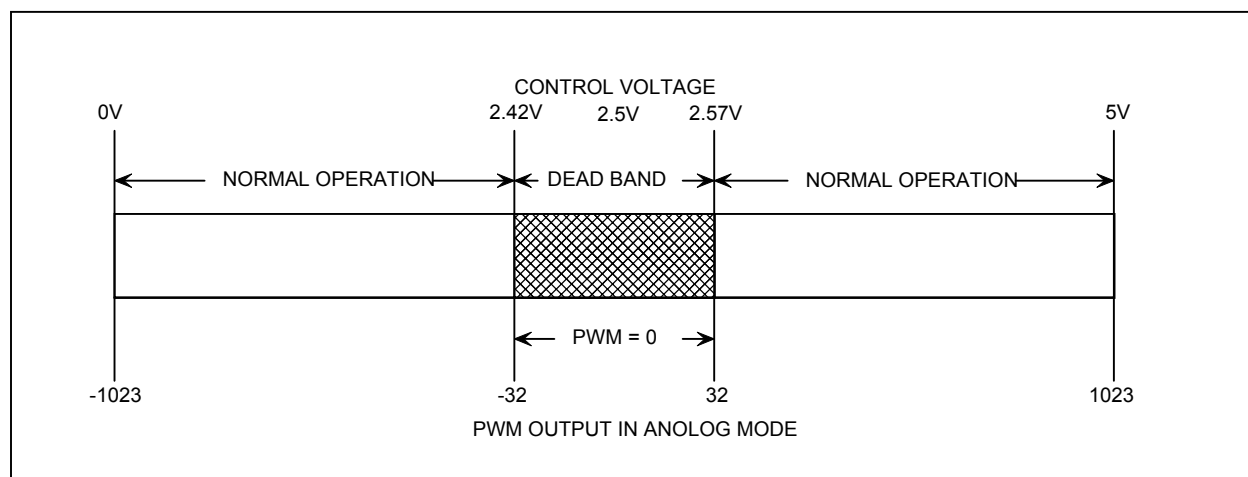 CONTROL VOLTAGE
0V 2.42V 2.5V 2.57V 5V
NORMAL OPERATION DEAD BAND NORMAL OPERATION
PWM = 0
-1023 -32 32 1023
PWM OUTPUT IN ANOLOG MODE